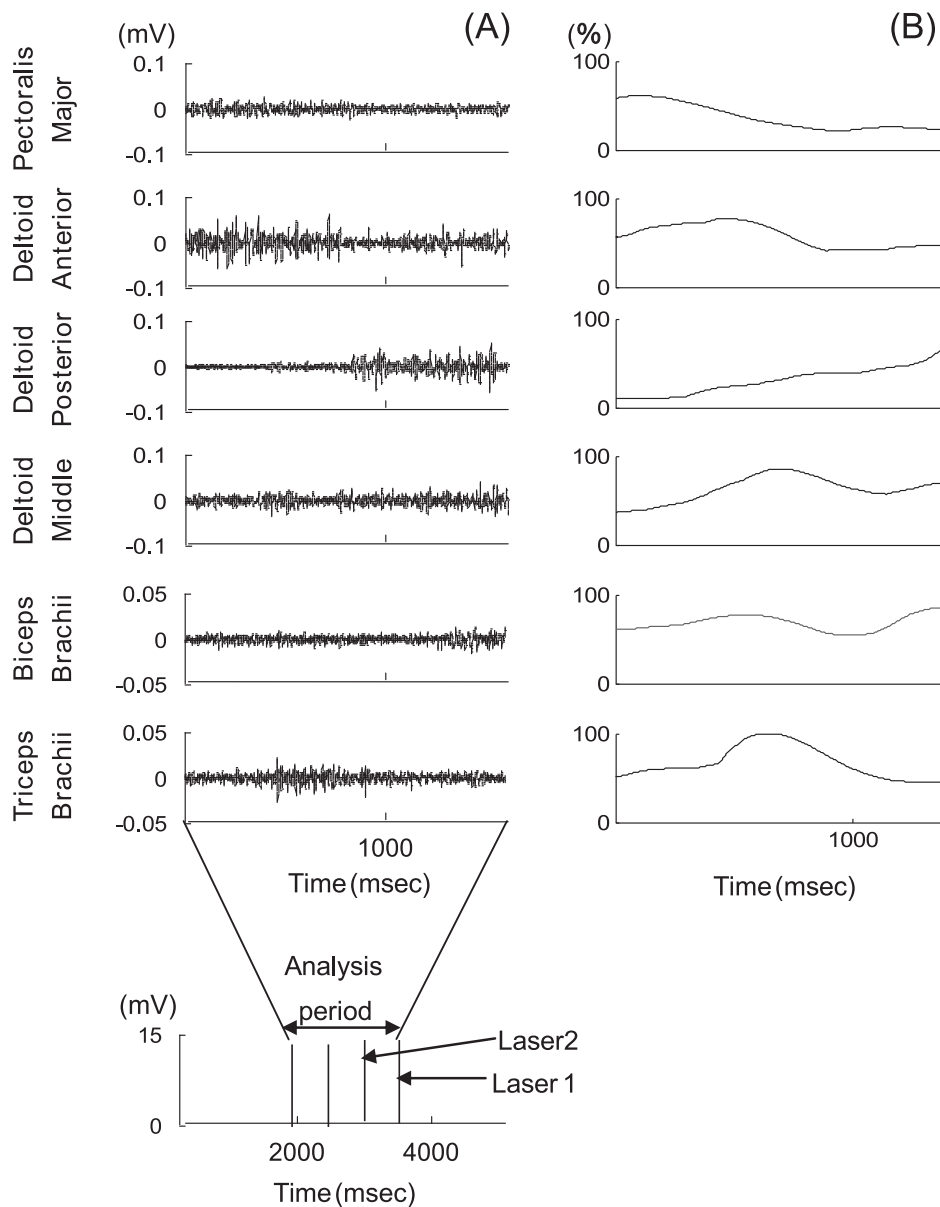 (mV) (A) (%) (B)
Pectoralis
Major
0.1
0
-0.1
100
0
Deltoid
Anterior
0.1
0
-0.1
100
0
Deltoid
Posterior
0.1
0
-0.1
100
0
Deltoid
Middle
0.1
0
-0.1
100
0
Biceps
Brachii
0.05
0
-0.05
100
0
Triceps
Brachii
0.05
0
-0.05
100
0
1000
1000
Time (msec)
Time (msec)
Analysis
period
(mV)
15
0
Laser2
Laser 1
2000 4000
Time (msec)